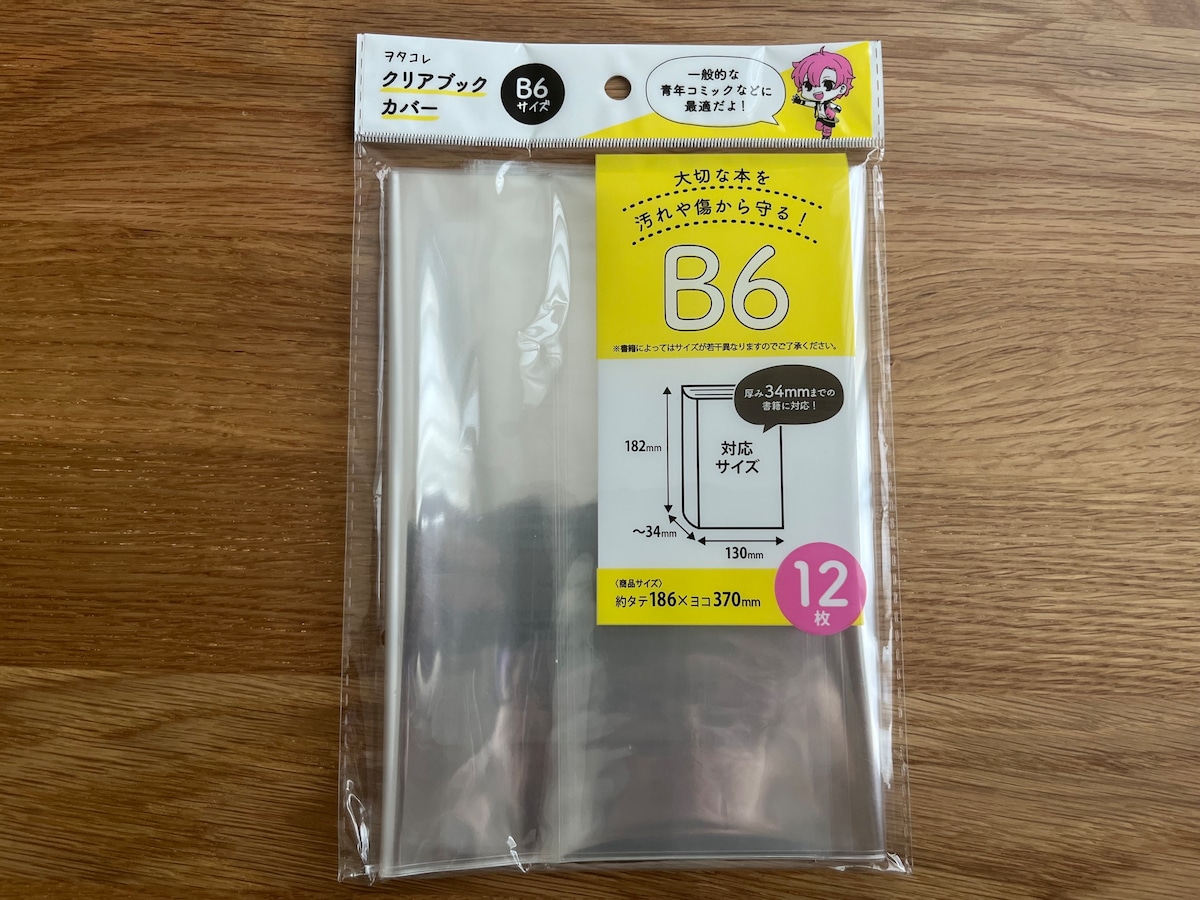 ヲタコレ
クリアブック
カバー
B6
サイズ
一般的な
青年コミックなどに
最適だよ！
大切な本を
汚れや傷から守る！
B6
※書籍によってはサイズが若干異なりますのでご了承ください。
厚み34mmまでの
書籍に対応！
182mm
対応
サイズ
～34mm
130mm
〈商品サイズ〉
約タテ186×ヨコ370mm
12
枚